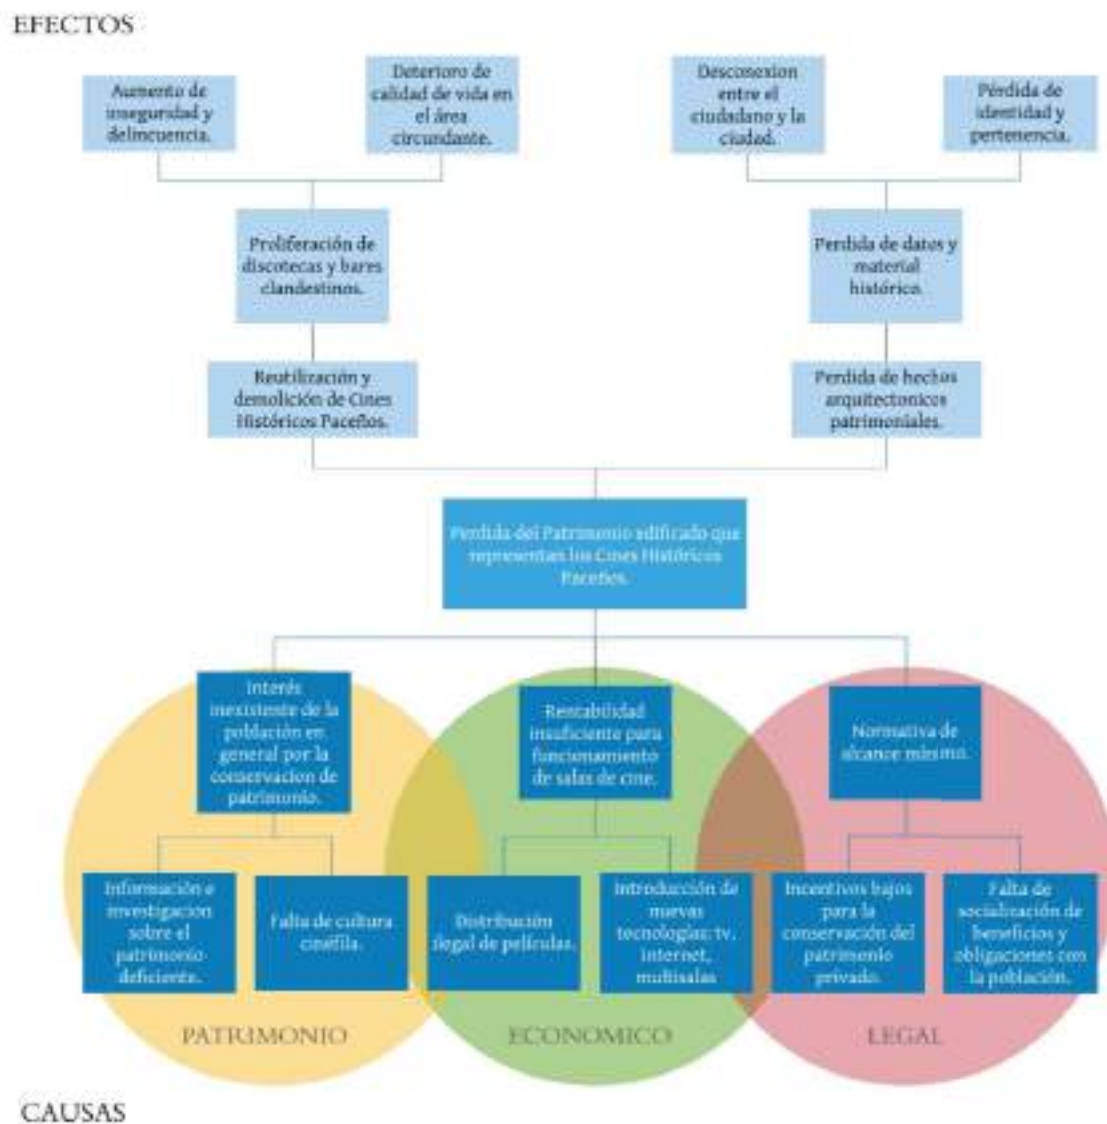 EFECTOS
Aumento de
inseguridad y
delincuencia.
Deterioro de
calidad de vida en
el área
circundante.
Desconexion
entre el
ciudadano y la
ciudad.
Pérdida de
identidad y
pertenencia.
Proliferación de
discotecas y bares
clandestinos.
Perdida de datos y
material
histórico.
Reutilización y
demolición de Cines
Históricos Paceños.
Perdida de hechos
arquitectonicos
patrimoniales.
Perdida del Patrimonio edificado que
representan los Cines Históricos
Paceños.
Interés
inexistente de la
población en
general por la
conservacion de
patrimonio.
Rentabilidad
insuficiente para
funcionamiento
de salas de cine.
Normativa de
alcance mínimo.
Información e
investigación
sobre el
patrimonio
deficiente.
Falta de cultura
cinéfila.
Distribución
ilegal de películas.
Introducción de
nuevas
tecnologías: tv,
internet,
multisalas
Incentivos bajos
para la
conservación del
patrimonio
privado.
Falta de
socialización de
beneficios y
obligaciones con
la población.
PATRIMONIO
ECONOMICO
LEGAL
CAUSAS